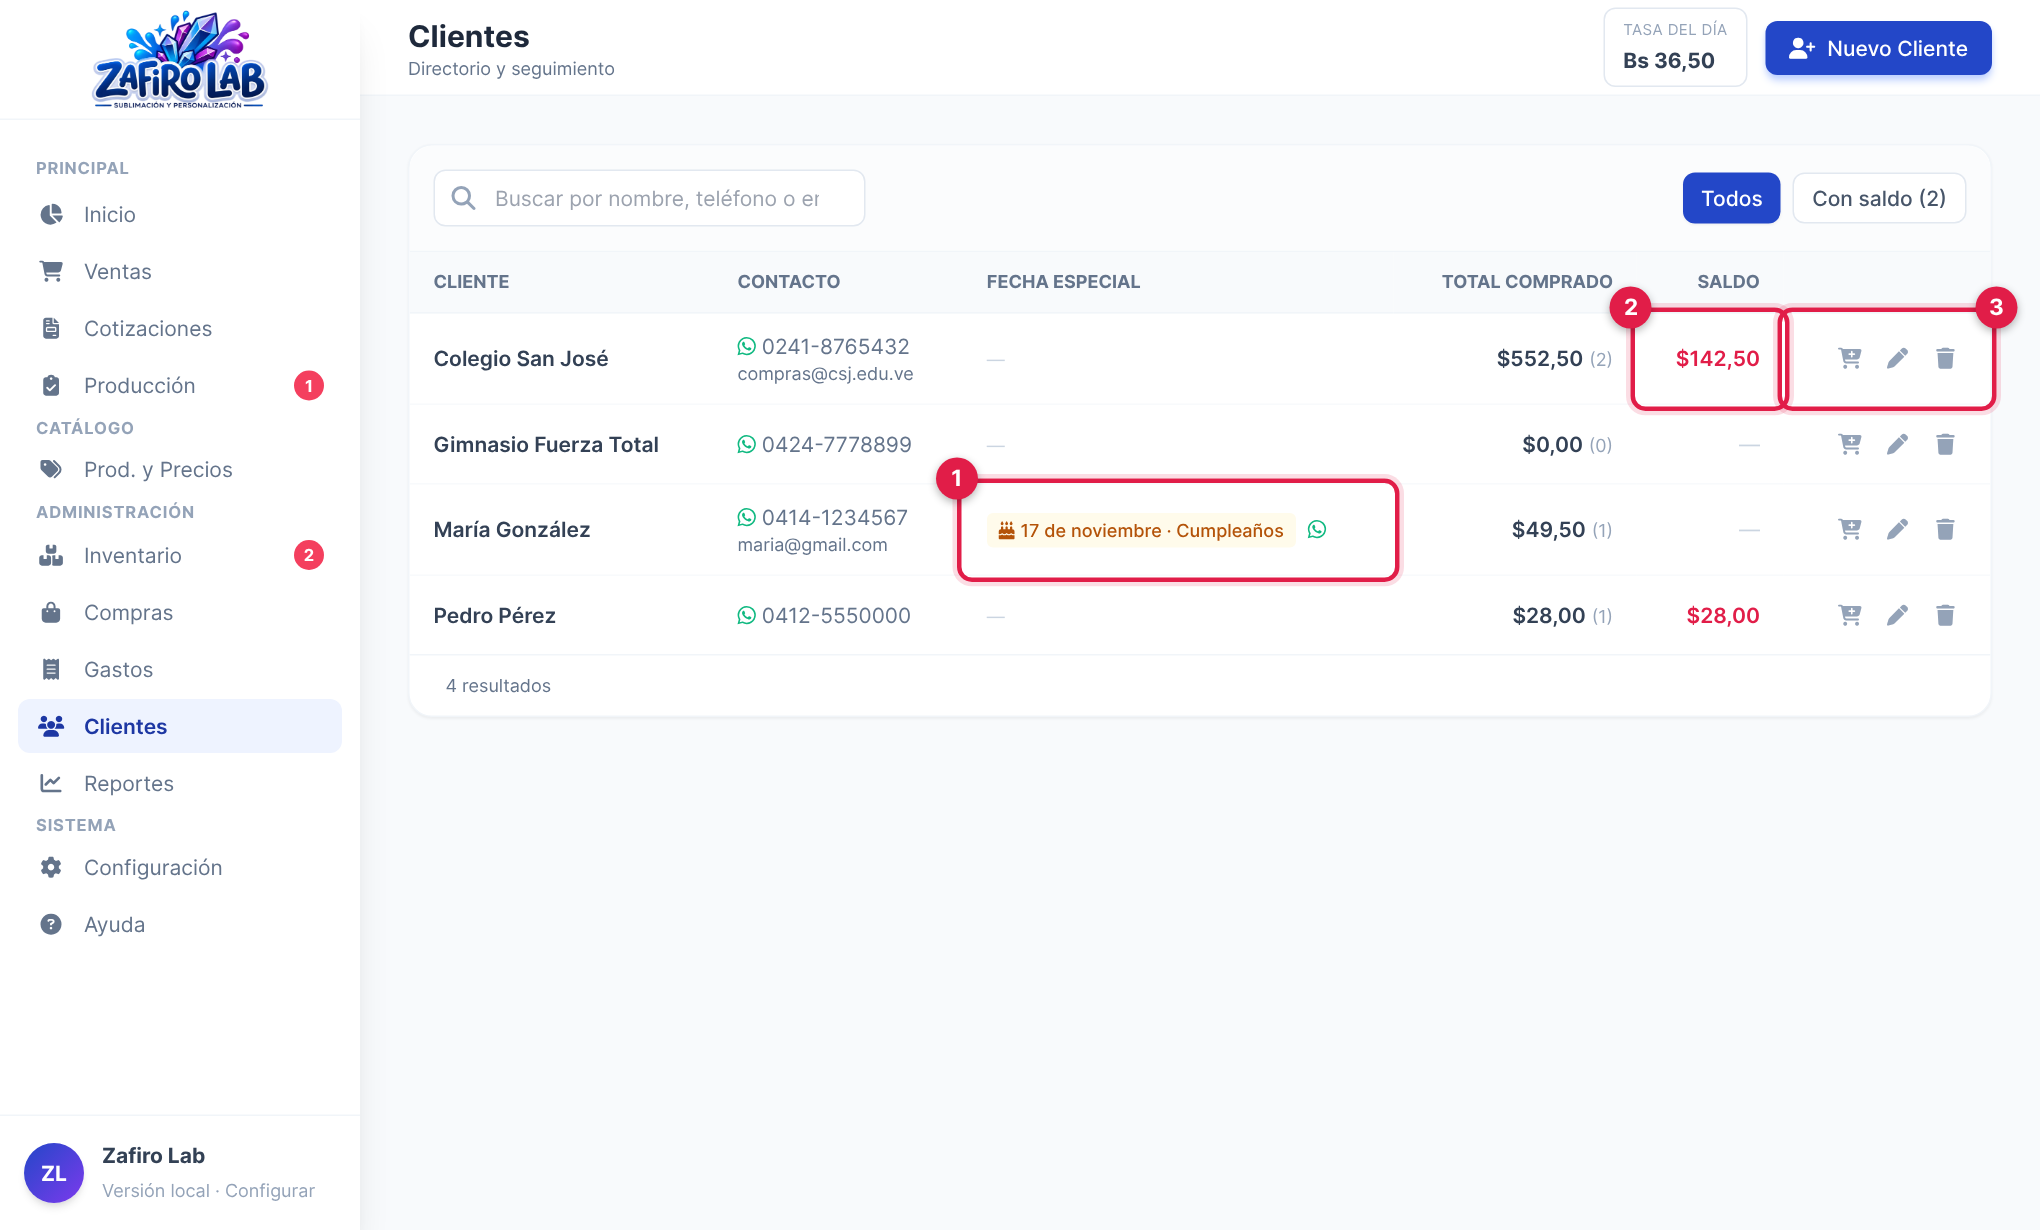 ZAFIRO LAB
SUBLIMACIÓN Y PERSONALIZACIÓN
PRINCIPAL
Inicio
Ventas
Cotizaciones
Producción 1
CATÁLOGO
Prod. y Precios
ADMINISTRACIÓN
Inventario 2
Compras
Gastos
Clientes
Reportes
SISTEMA
Configuración
Ayuda
ZL
Zafiro Lab
Versión local · Configurar
Clientes
Directorio y seguimiento
TASA DEL DÍA
Bs 36,50
Nuevo Cliente
Buscar por nombre, teléfono o er
Todos
Con saldo (2)
CLIENTE CONTACTO FECHA ESPECIAL TOTAL COMPRADO SALDO
2 3
Colegio San José 0241-8765432 — $552,50 (2) $142,50
compras@csj.edu.ve
Gimnasio Fuerza Total 0424-7778899 — $0,00 (0) —
1
María González 0414-1234567 17 de noviembre · Cumpleaños $49,50 (1) —
maria@gmail.com
Pedro Pérez 0412-5550000 — $28,00 (1) $28,00
4 resultados